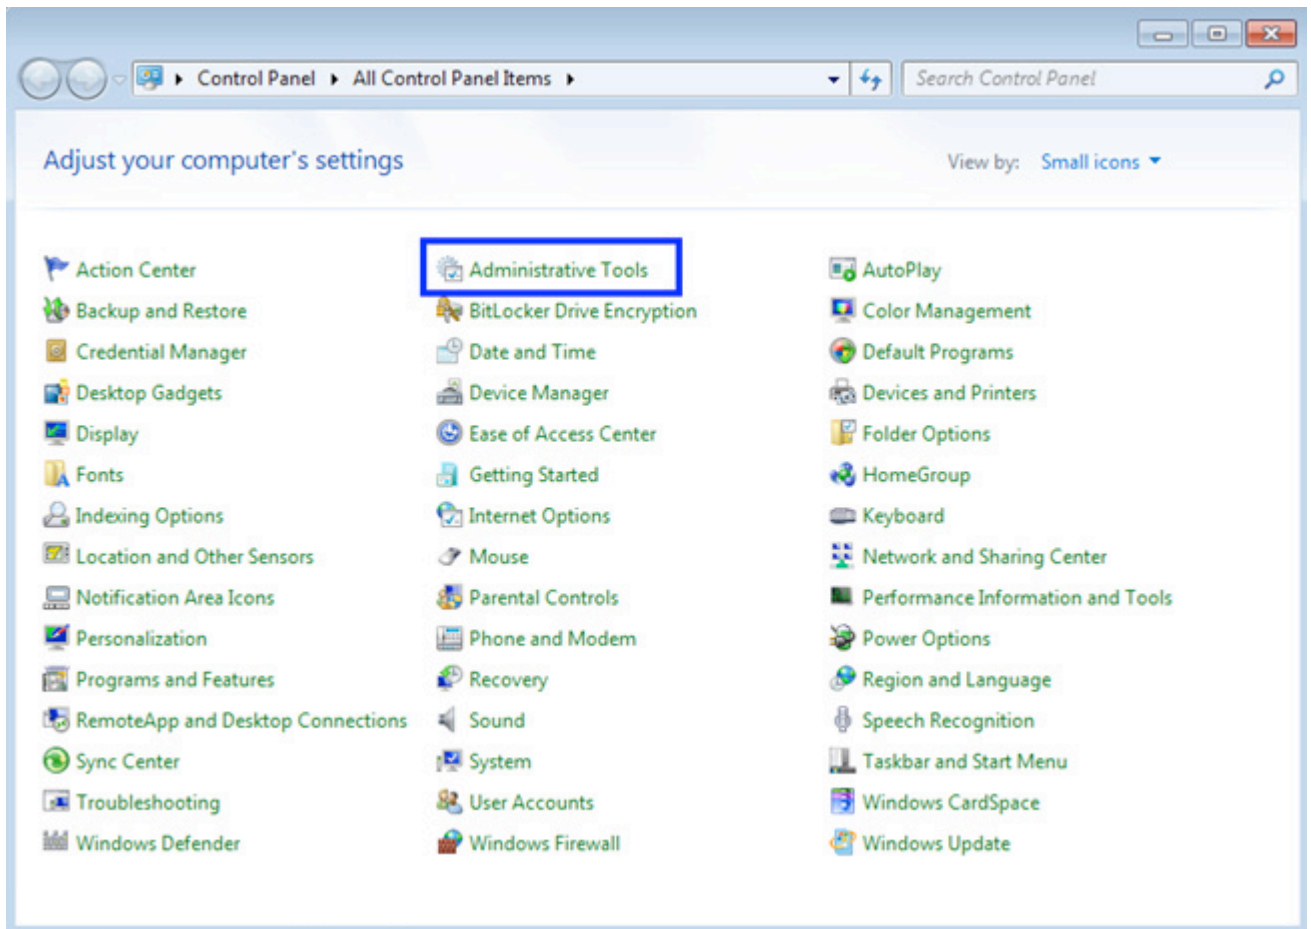 Control Panel All Control Panel Items Search Control Panel
Adjust your computer's settings View by: Small icons
Action Center Administrative Tools AutoPlay
Backup and Restore BitLocker Drive Encryption Color Management
Credential Manager Date and Time Default Programs
Desktop Gadgets Device Manager Devices and Printers
Display Ease of Access Center Folder Options
Fonts Getting Started HomeGroup
Indexing Options Internet Options Keyboard
Location and Other Sensors Mouse Network and Sharing Center
Notification Area Icons Parental Controls Performance Information and Tools
Personalization Phone and Modem Power Options
Programs and Features Recovery Region and Language
RemoteApp and Desktop Connections Sound Speech Recognition
Sync Center System Taskbar and Start Menu
Troubleshooting User Accounts Windows CardSpace
Windows Defender Windows Firewall Windows Update